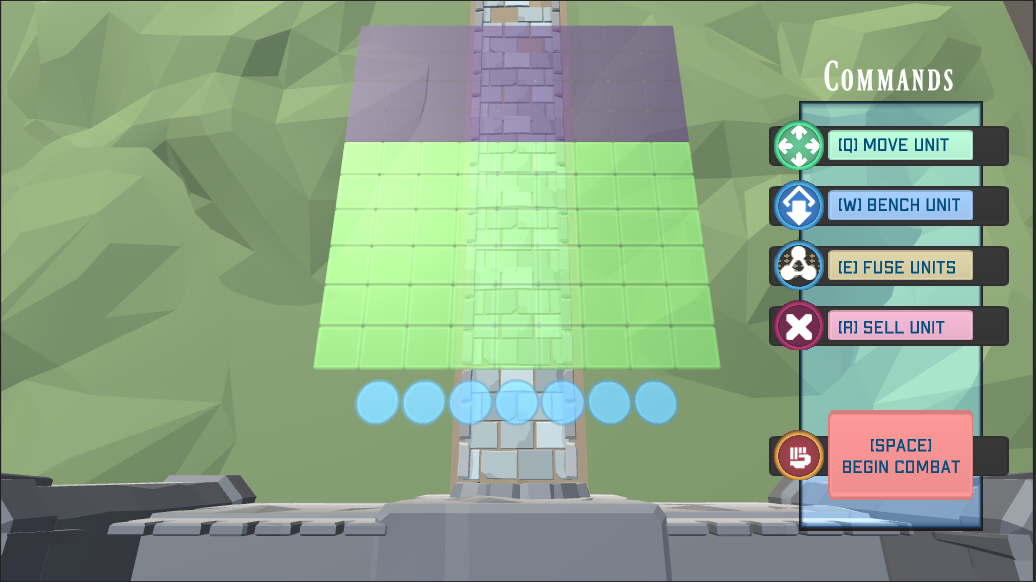 Commands
[Q] MOVE UNIT
[W] BENCH UNIT
[E] FUSE UNITS
[R] SELL UNIT
[SPACE]
BEGIN COMBAT